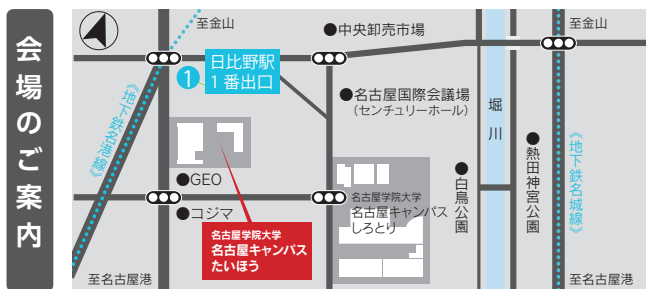 会場のご案内
至金山
●中央卸売市場
至金山
日比野駅
1
1番出口
●名古屋国際会議場
（センチュリーホール）
堀川
《地下鉄名港線》
●熱田神宮公園
《地下鉄名城線》
●白鳥公園
●GEO
●コジマ
名古屋学院大学
名古屋キャンパス
しろとり
名古屋学院大学
名古屋キャンパス
たいほう
至名古屋港
至名古屋港